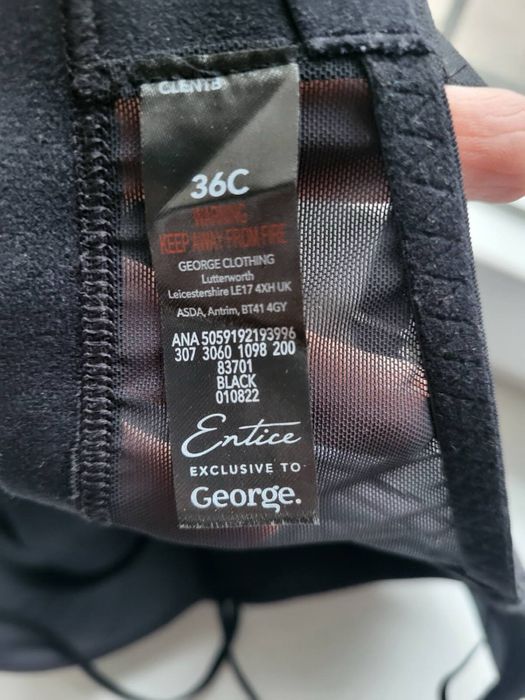 36C
WARNING
KEEP AWAY FROM FIRE
GEORGE CLOTHING
Lutterworth
Leicestershire LE17 4XH UK
ASDA, Antrim, BT41 4GY
ANA 5059192193996
307 3060 1098 200
83701
BLACK
010822
Entice
EXCLUSIVE TO
George.